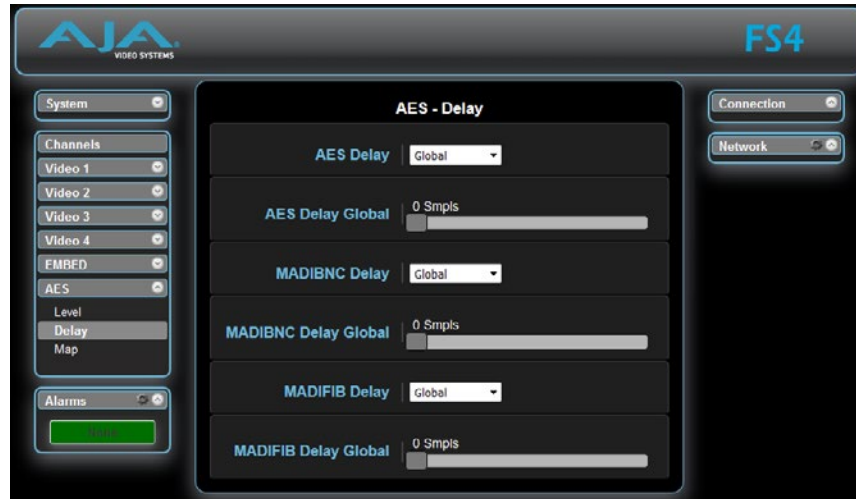 AJA
VIDEO SYSTEMS
FS4
System
Channels
Video 1
Video 2
Video 3
Video 4
EMBED
AES
Level
Delay
Map
Alarms
None
AES - Delay
AES Delay Global
AES Delay Global 0 Smpls
MADIBNC Delay Global
MADIBNC Delay Global 0 Smpls
MADIFIB Delay Global
MADIFIB Delay Global 0 Smpls
Connection
Network